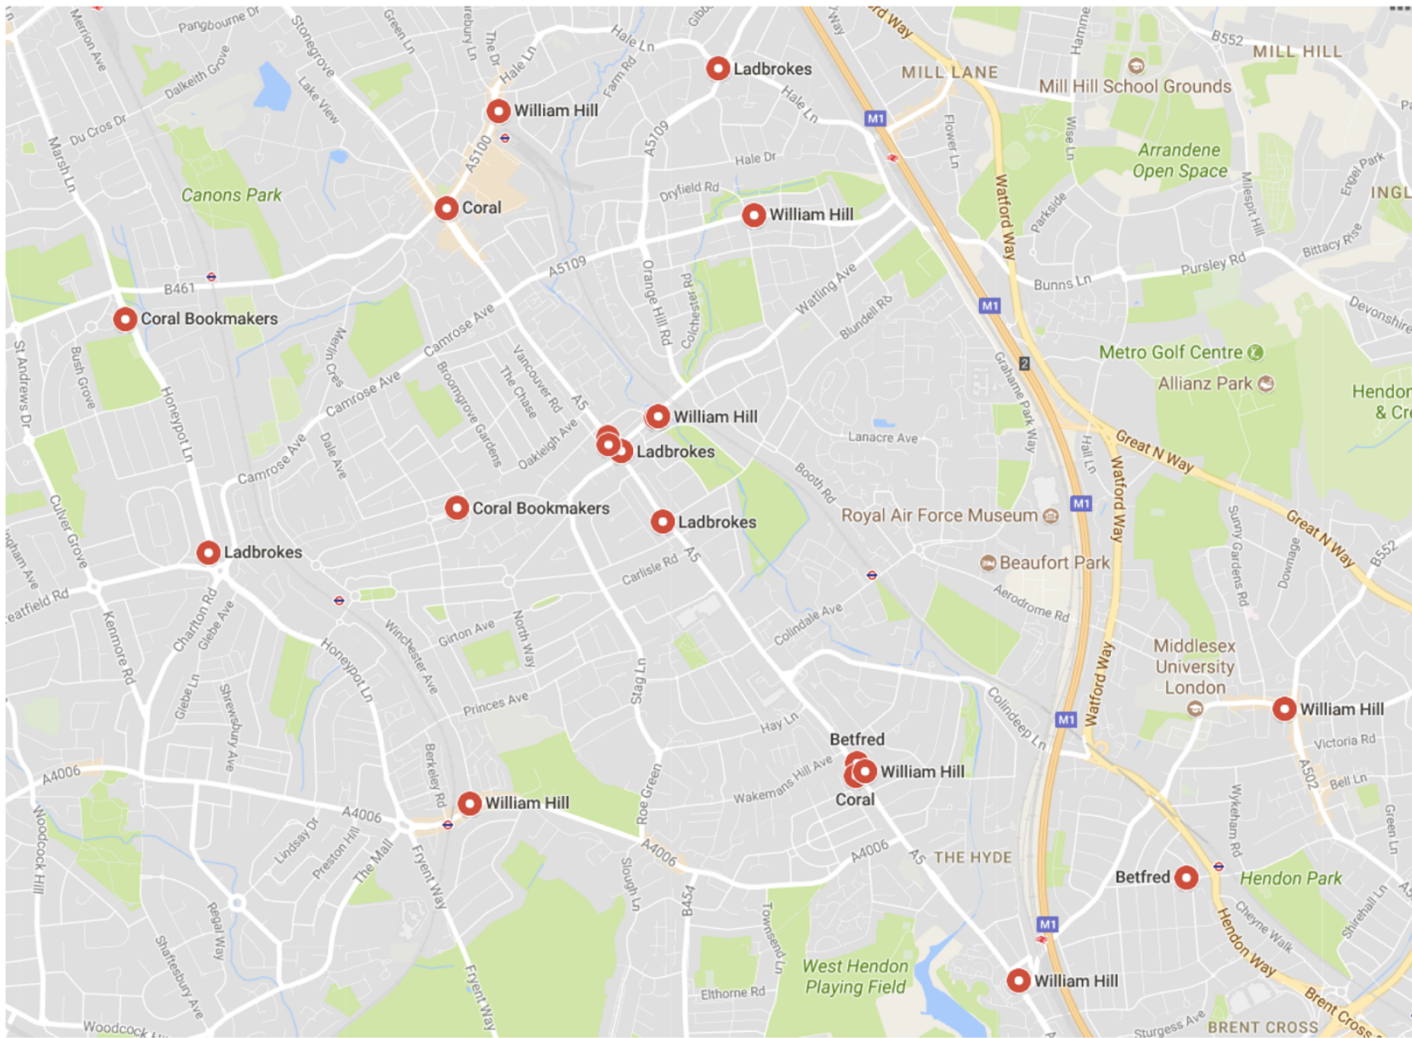 Pangbourne Dr
Merrion Ave
Stonegrove
Green Ln
The Dr
Hale Ln
Hale Ln
Farm Rd
Dalkeith Grove
Lake View
Du Cros Dr
Marsh Ln
William Hill
A5100
A5109
Ladbrokes
Hale Ln
M1
MILL LANE
B552
MILL HILL
Mill Hill School Grounds
Flower Ln
Wise Ln
Arrandene
Open Space
Milespit Hill
Engel Park
Canons Park
Coral
Hale Dr
Dryfield Rd
William Hill
Watford Way
Parkside
Bittacy Rise
Pursley Rd
Bunns Ln
B461
A5109
Orange Hill Rd
Colchester Rd
Watling Ave
Blundell Rd
M1
2
Coral Bookmakers
St Andrews Dr
Bush Grove
Merlin Cres
Camrose Ave
Camrose Ave
Camrose Ave
Vancouver Rd
The Chase
Broomgrove Gardens
Oakleigh Ave
A5
Honeypot Ln
Dale Ave
Grahame Park Way
Metro Golf Centre
Allianz Park
William Hill
Ladbrokes
Lanacre Ave
Booth Rd
Hall Ln
Great N Way
Watford Way
M1
Culver Grove
Coral Bookmakers
Ladbrokes
Royal Air Force Museum
Beaufort Park
Sunny Gardens Rd
Downage
Great N Way
B552
Ladbrokes
A5
Carlisle Rd
Aerodrome Rd
Colindale Ave
Kenmore Rd
Charlton Rd
Glebe Ave
Glebe Ln
Shrewsbury Ave
Honeypot Ln
Winchester Ave
Girton Ave
North Way
Princes Ave
Stag Ln
Hay Ln
Colindeep Ln
Watford Way
M1
Middlesex
University
London
William Hill
Victoria Rd
A502
Bell Ln
Green Ln
Betfred
William Hill
Coral
Wakemans Hill Ave
A4006
A4006
Berkeley Rd
William Hill
Roe Green
A4006
A4006
A5
THE HYDE
Wykeham Rd
Betfred
Hendon Park
Woodcock Hill
Lindsay Dr
Preston Hill
The Mall
Fryent Way
Slough Ln
B454
Townsend Ln
M1
Cheyne Walk
Shirehall Ln
Hendon Way
Regal Way
Shaftesbury Ave
Fryent Way
Elthorne Rd
West Hendon
Playing Field
William Hill
Brent Cross
Sturgess Ave
BRENT CROSS